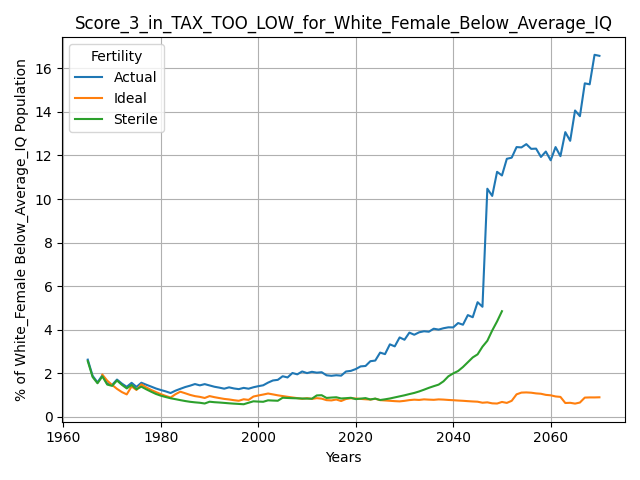 Score_3_in_TAX_TOO_LOW_for_White_Female_Below_Average_IQ
% of White_Female Below_Average_IQ Population
16
14
12
10
8
6
4
2
0
Fertility
Actual
Ideal
Sterile
1960 1980 2000 2020 2040 2060
Years